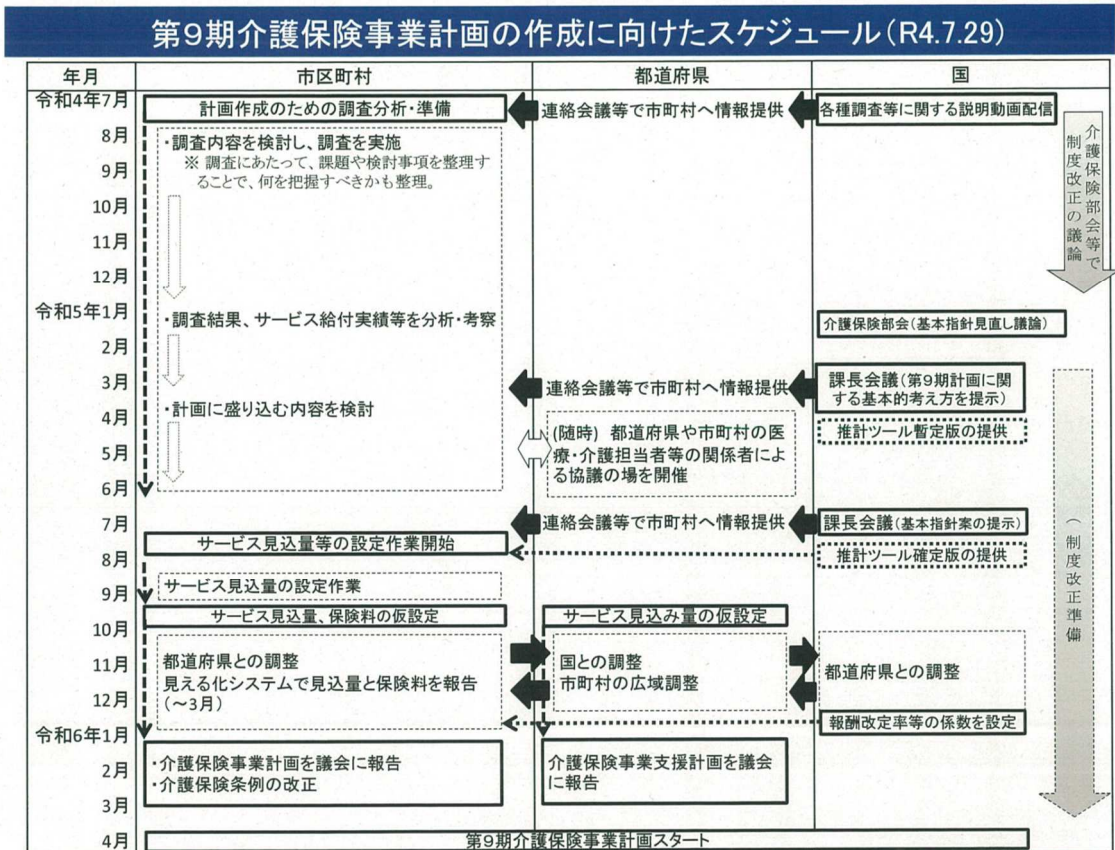 第9期介護保険事業計画の作成に向けたスケジュール(R4.7.29)
年月
市区町村
都道府県
国
令和4年7月
計画作成のための調査分析・準備
連絡会議等で市町村へ情報提供
各種調査等に関する説明動画配信
8月
・調査内容を検討し、調査を実施
※ 調査にあたって、課題や検討事項を整理す
ることで、何を把握すべきかも整理。
9月
10月
11月
12月
介護保険部会等で
制度改正の議論
令和5年1月
・調査結果、サービス給付実績等を分析・考察
介護保険部会(基本指針見直し議論)
2月
3月
連絡会議等で市町村へ情報提供
課長会議(第9期計画に関
する基本的考え方を提示)
4月
・計画に盛り込む内容を検討
推計ツール暫定版の提供
5月
(随時) 都道府県や市町村の医
療・介護担当者等の関係者によ
る協議の場を開催
6月
7月
連絡会議等で市町村へ情報提供
課長会議(基本指針案の提示)
サービス見込量等の設定作業開始
8月
推計ツール確定版の提供
(制度改正準備
サービス見込量の設定作業
9月
サービス見込量、保険料の仮設定
サービス見込み量の仮設定
10月
11月
都道府県との調整
見える化システムで見込量と保険料を報告
(~3月)
国との調整
市町村の広域調整
都道府県との調整
12月
報酬改定率等の係数を設定
令和6年1月
2月
・介護保険事業計画を議会に報告
・介護保険条例の改正
介護保険事業支援計画を議会
に報告
3月
4月
第9期介護保険事業計画スタート